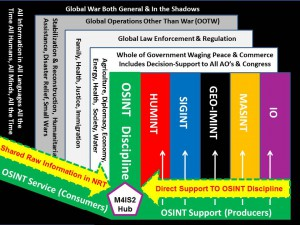 Global War Both General & In the Shadows
Global Operations Other Than War (OOTW)
Global Law Enforcement & Regulation
Whole of Government Waging Peace & Commerce
Includes Decision-Support to All AO's & Congress
All Information in All Languages All the
Time All Humans, All Minds, All the Time
Stabilization & Reconstruction, Humanitarian
Assistance, Disaster Relief, Small Wars
Family, Health, Justice, Immigration
Agriculture, Diplomacy, Economy,
Energy, Health, Society, Water
OSINT Discipline
HUMINT
SIGINT
GEO-IMINT
MASINT
IO
Shared Raw Information in NRT
Direct Support TO OSINT Discipline
OSINT Service (Consumers)
M4IS2
Hub
OSINT Support (Producers)